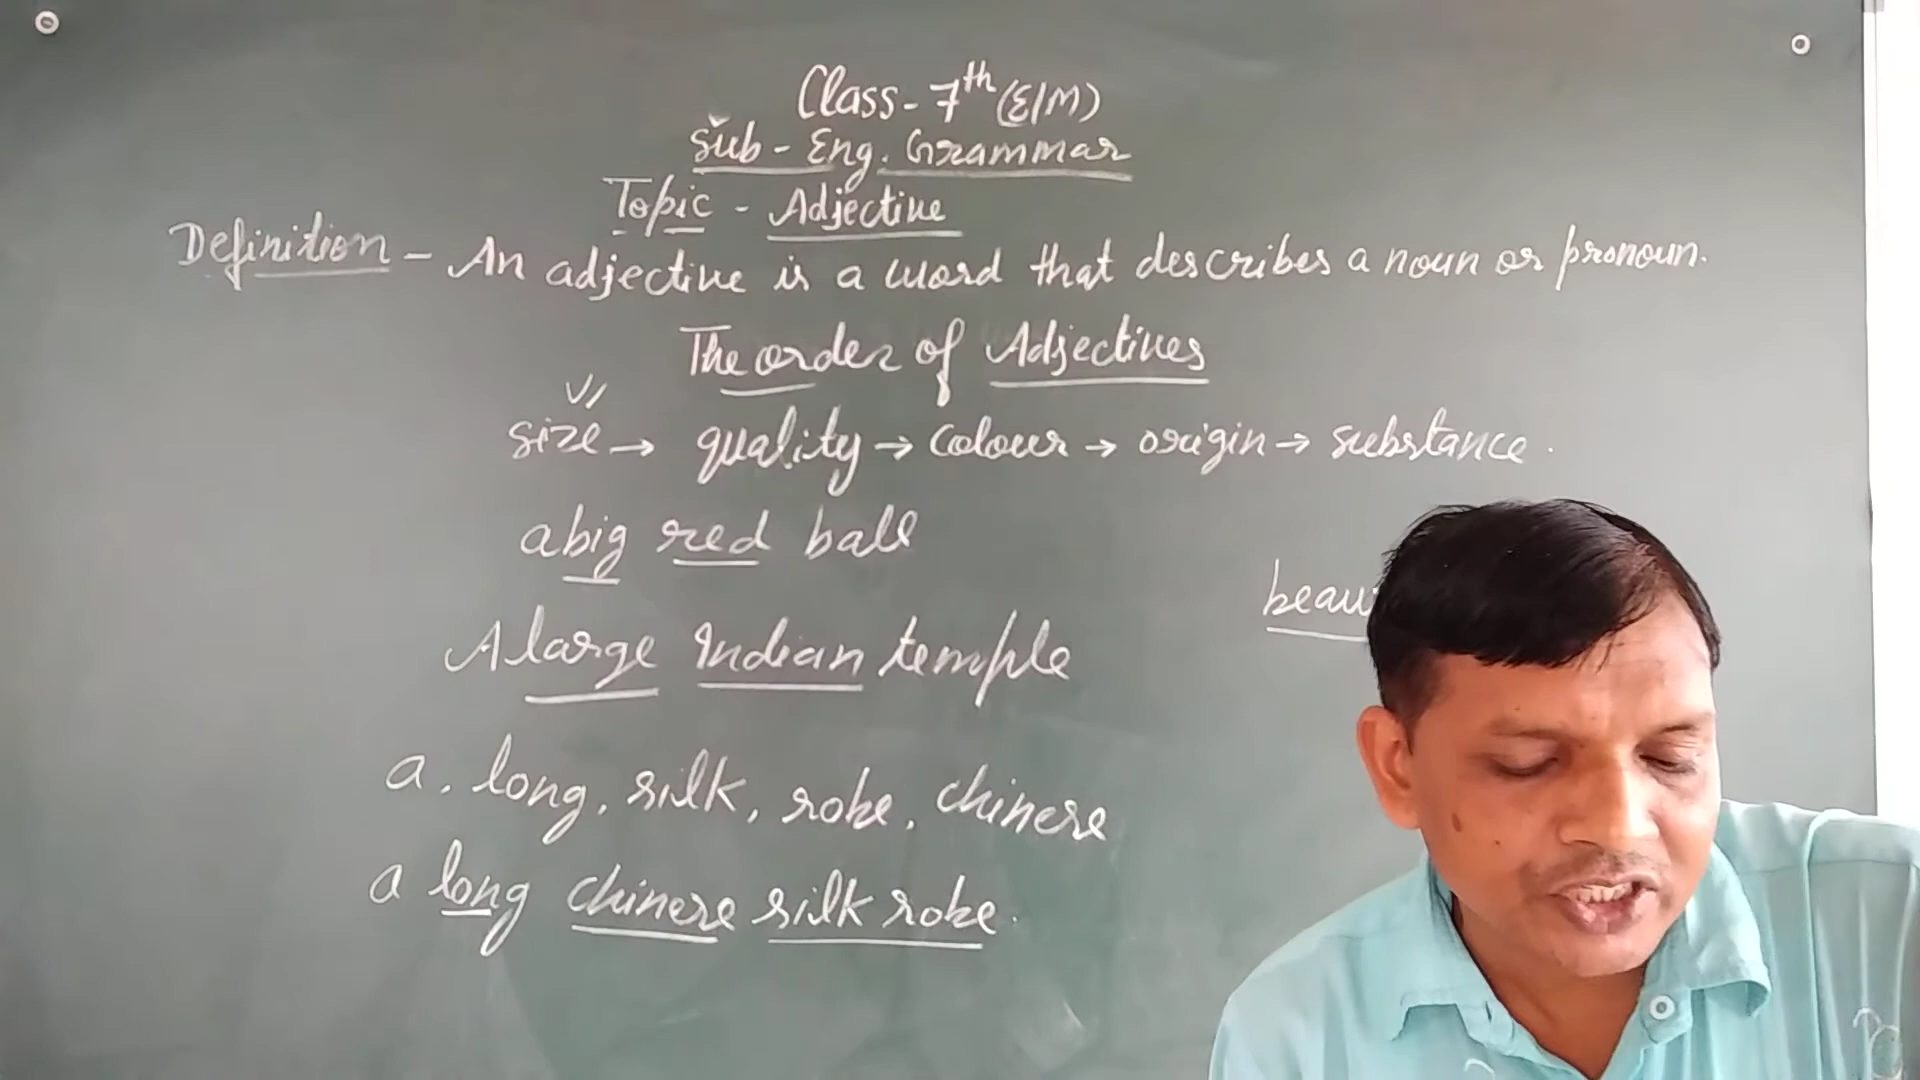 Class - 7th (E/M)
Sub - Eng. Grammar
Topic - Adjective
Definition - An adjective is a word that describes a noun or pronoun.
The order of Adjectives
size → quality → colour → origin → substance.
a big red ball
A large Indian temple
a, long, silk, robe, chinese
a long chinese silk robe.